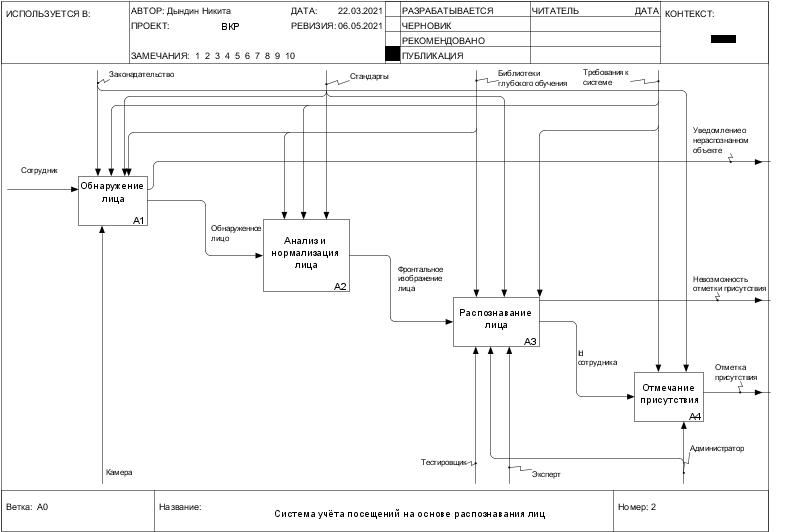 ИСПОЛЬЗУЕТСЯ В:
АВТОР: Дындин Никита
ДАТА: 22.03.2021
РАЗРАБАТЫВАЕТСЯ
ЧИТАТЕЛЬ
ДАТА
КОНТЕКСТ:
ПРОЕКТ: ВКР
РЕВИЗИЯ: 06.05.2021
ЧЕРНОВИК
РЕКОМЕНДОВАНО
ЗАМЕЧАНИЯ: 1 2 3 4 5 6 7 8 9 10
ПУБЛИКАЦИЯ
Законодательство
Стандарты
Библиотеки
глубокого обучения
Требования к
системе
Уведомление о
нераспознанном
объекте
Сотрудник
Обнаружение
лица
A1
Обнаруженное
лицо
Анализ и
нормализация
лица
A2
Фронтальное
изображение
лица
Невозможность
отметки присутствия
Распознавание
лица
A3
Id
сотрудника
Отметка
присутствия
Отмечание
присутствия
A4
Камера
Тестировщик
Эксперт
Администратор
Ветка: A0
Название:
Система учёта посещений на основе распознавания лиц
Номер: 2